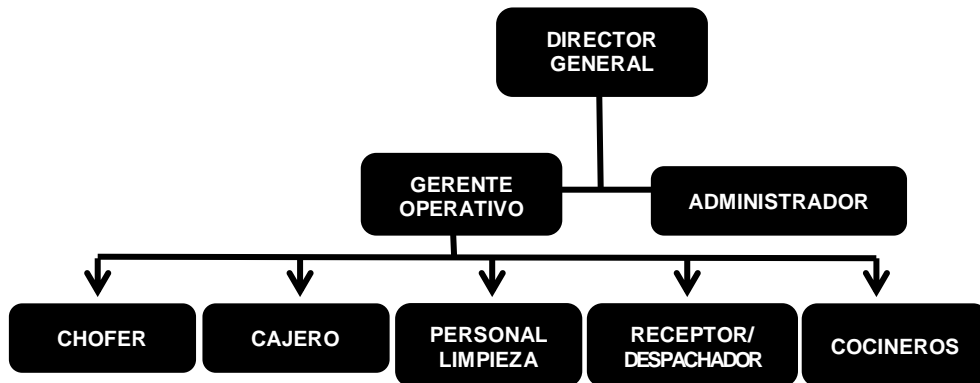 DIRECTOR
GENERAL
GERENTE
OPERATIVO
ADMINISTRADOR
CHOFER
CAJERO
PERSONAL
LIMPIEZA
RECEPTOR/
DESPACHADOR
COCINEROS